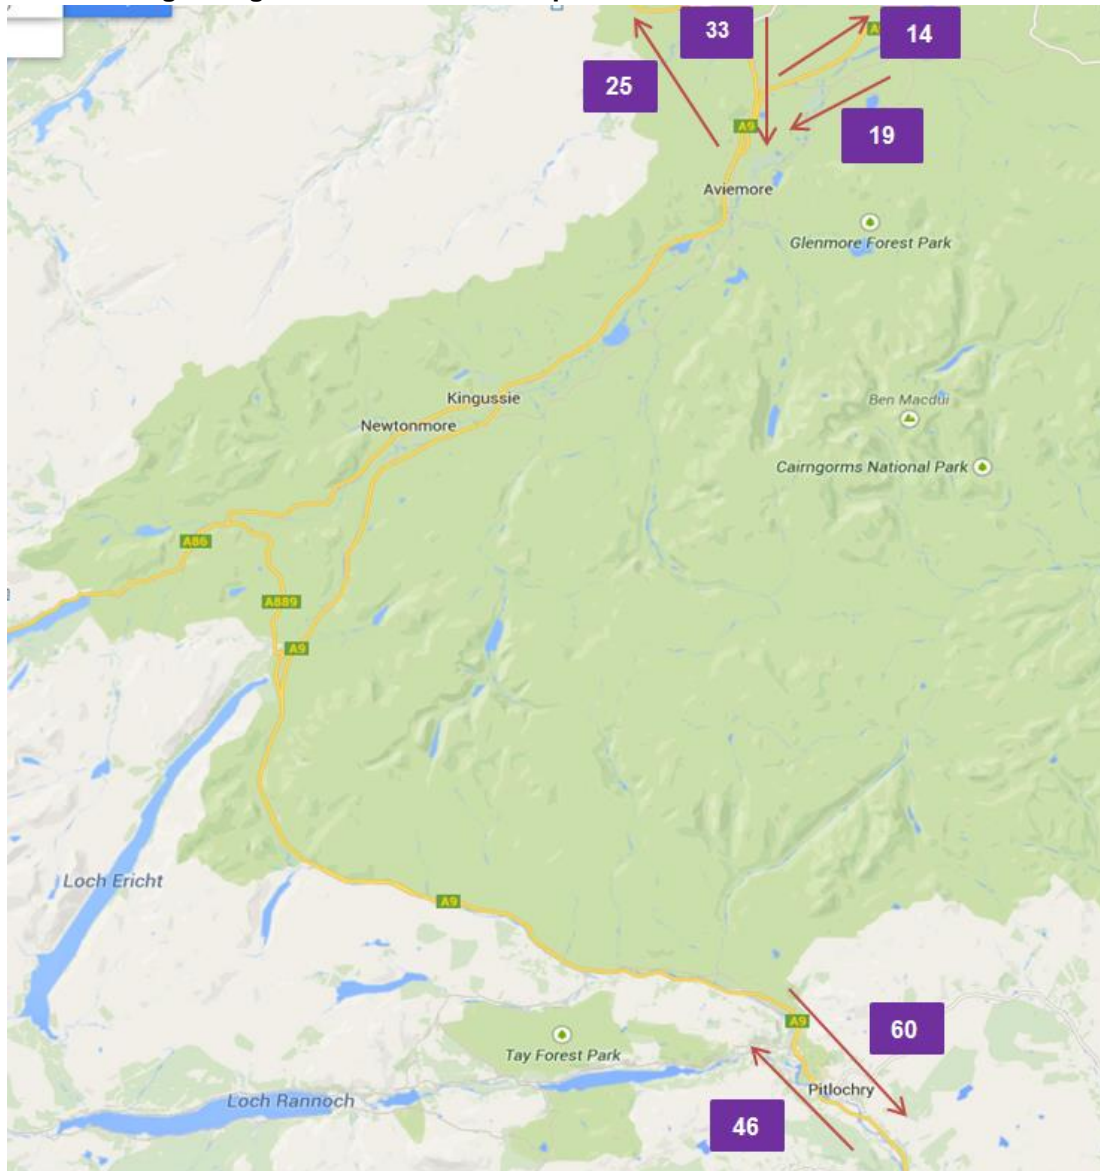 33
14
25
A9
19
Aviemore
Glenmore Forest Park
Ben Macdui
Kingussie
Newtonmore
Cairngorms National Park
A86
A889
A9
Loch Ericht
A9
A9
60
Tay Forest Park
Pitlochry
Loch Rannoch
46